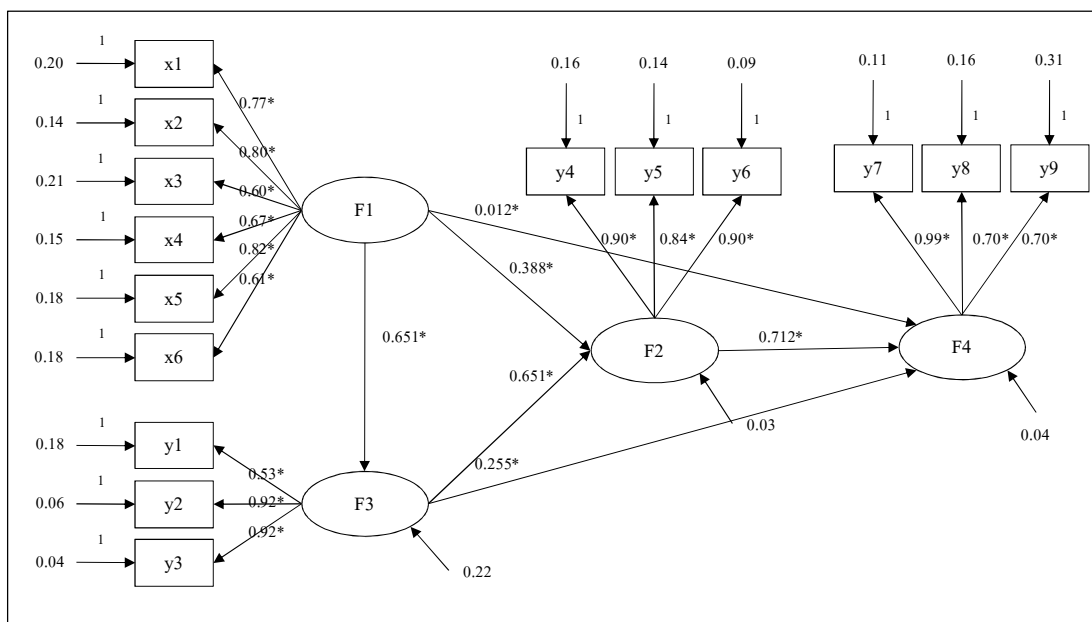 0.20
1
x1
0.77*
0.14
1
x2
0.80*
0.21
1
x3
0.60*
0.15
1
x4
0.67*
0.18
1
x5
0.82*
0.18
1
x6
0.61*
F1
0.012*
0.388*
0.651*
0.16
0.14
0.09
1
1
1
y4
y5
y6
0.90*
0.84*
0.90*
F2
0.712*
0.03
0.11
0.16
0.31
1
1
1
y7
y8
y9
0.99*
0.70*
0.70*
F4
0.04
0.651*
0.255*
0.18
1
y1
0.53*
0.06
1
y2
0.92*
0.04
1
y3
0.92*
F3
0.22